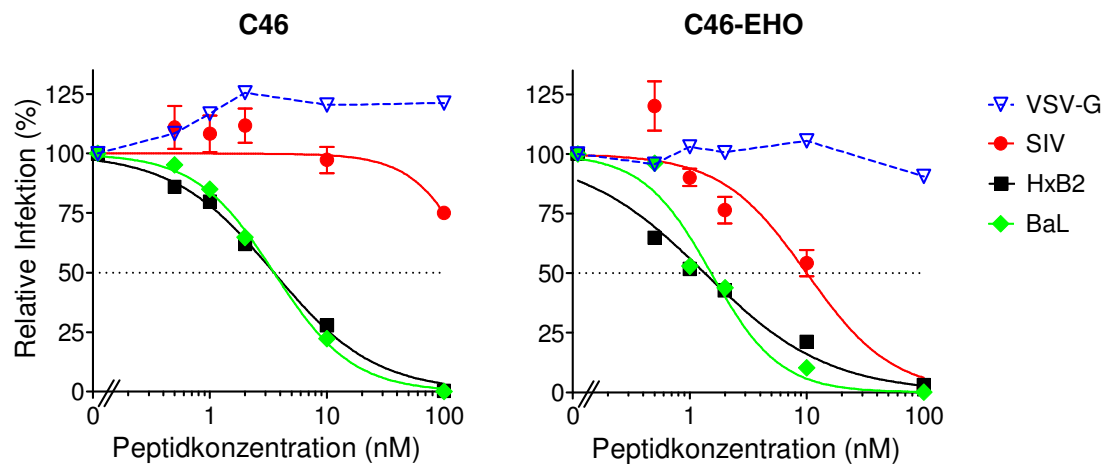 C46
C46-EHO
Relative Infektion (%)
125
100
75
50
25
0
0
1
10
100
Peptidkonzentration (nM)
125
100
75
50
25
0
0
1
10
100
Peptidkonzentration (nM)
VSV-G
SIV
HxB2
BaL